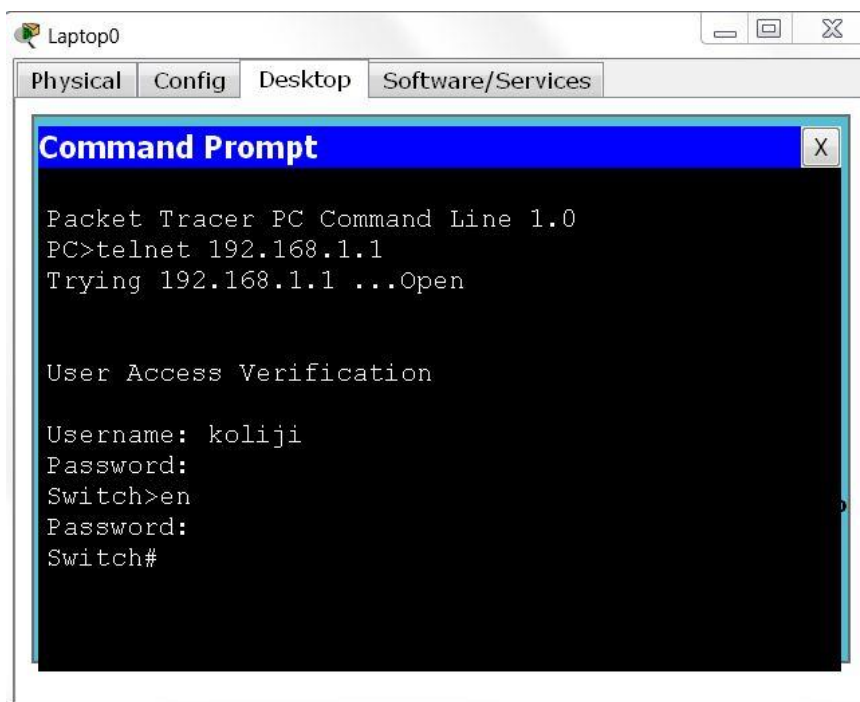 Laptop0
Physical Config Desktop Software/Services
Command Prompt X
Packet Tracer PC Command Line 1.0
PC>telnet 192.168.1.1
Trying 192.168.1.1 ...Open
User Access Verification
Username: koliji
Password:
Switch>en
Password:
Switch#